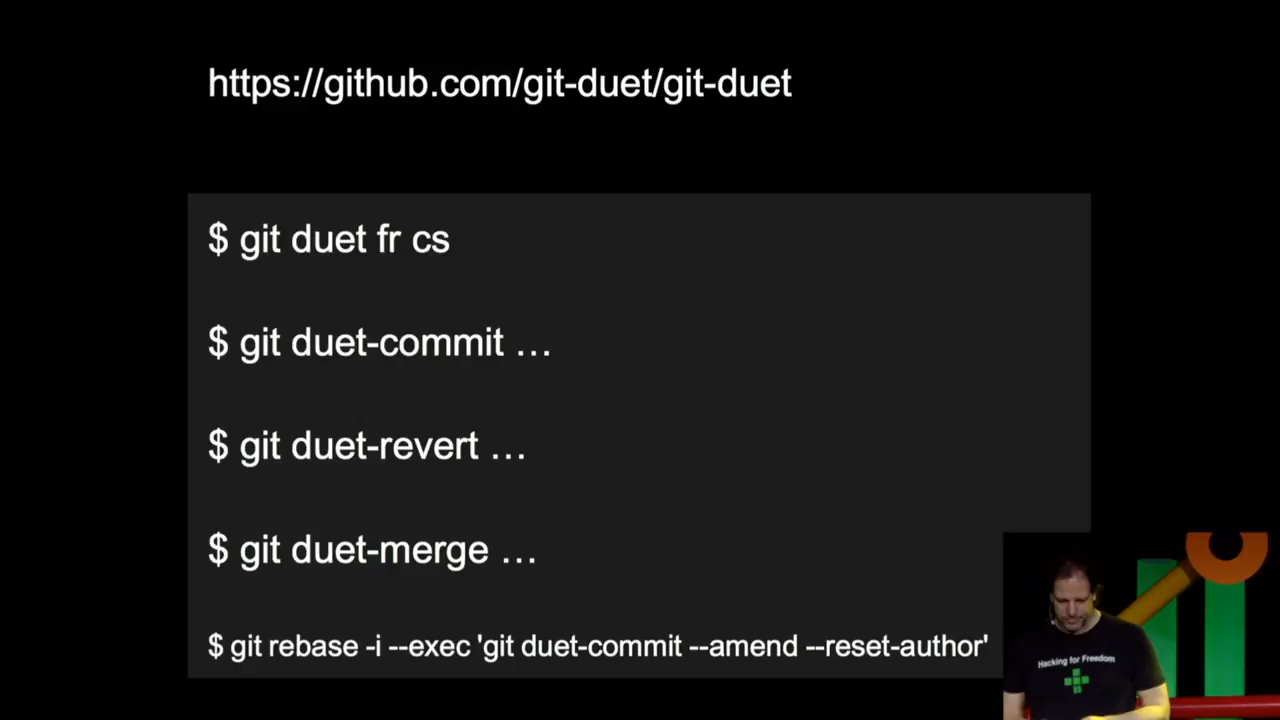 https://github.com/git-duet/git-duet
$ git duet fr cs
$ git duet-commit …
$ git duet-revert …
$ git duet-merge …
$ git rebase -i --exec 'git duet-commit --amend --reset-author'
Hacking for Freedom